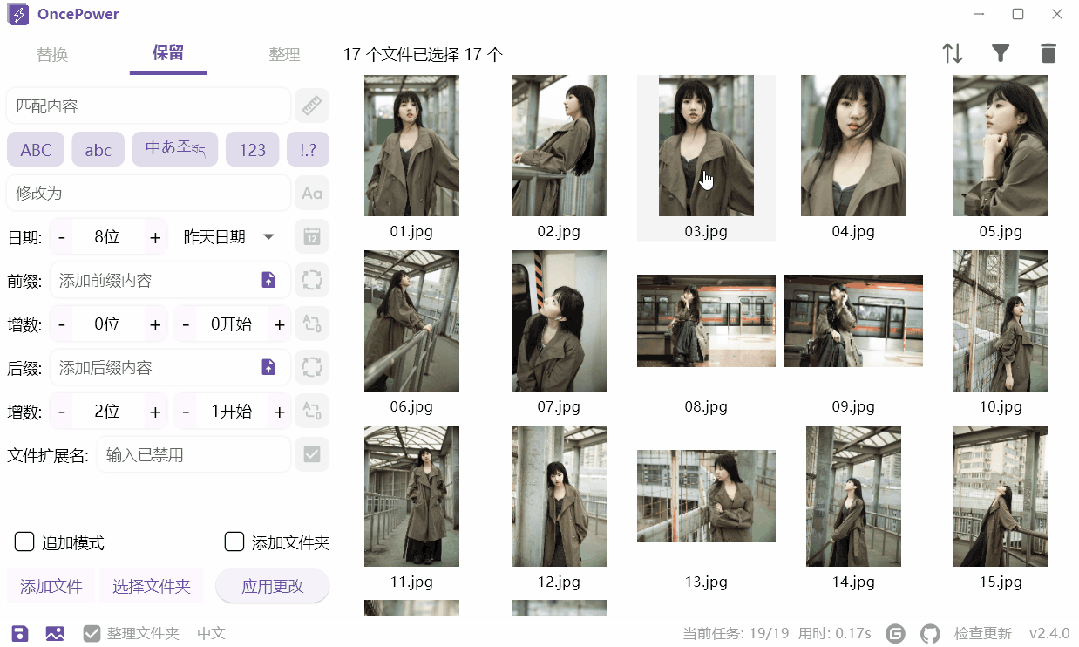 OncePower
替换 保留 整理 17 个文件已选择 17 个
匹配内容
ABC abc 中あ조 123 !.?
修改为 Aa
日期: - 8位 + 昨天日期 12
前缀: 添加前缀内容
增数: - 0位 + - 0开始 +
后缀: 添加后缀内容
增数: - 2位 + - 1开始 +
文件扩展名: 输入已禁用
追加模式 添加文件夹
添加文件 选择文件夹 应用更改
整理文件夹 中文
01.jpg 02.jpg 03.jpg 04.jpg 05.jpg
06.jpg 07.jpg 08.jpg 09.jpg 10.jpg
11.jpg 12.jpg 13.jpg 14.jpg 15.jpg
当前任务: 19/19 用时: 0.17s G 检查更新 v2.4.0